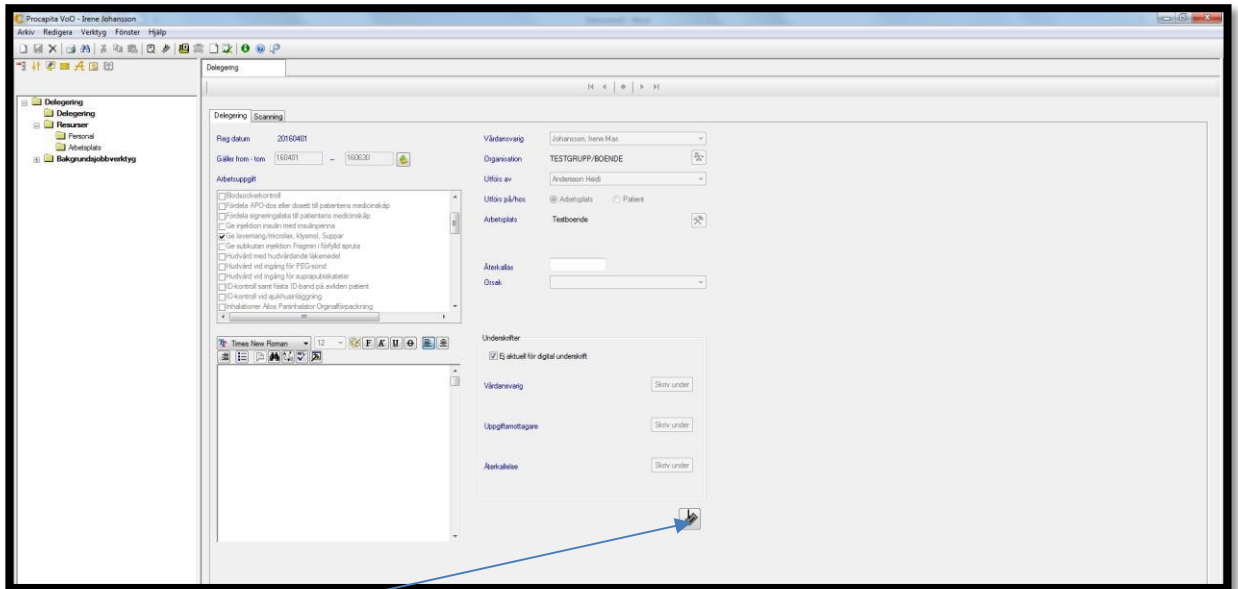 Procapita VoO - Irene Johansson
Arkiv Redigera Verktyg Fönster Hjälp
Delegering
Delegering
Delegering
Resurser
Personal
Arbetsplats
Bakgrundsjobbverktyg
Delegering Scanning
Reg datum 20160401
Gäller from - tom 160401 – 160630
Arbetsuppgift
Blodsockerkontroll
Fördela APO-dos eller dosett till patientens medicinskåp
Fördela signeringslista till patientens medicinskåp
Ge injektion insulin med insulinpenna
Ge lavemang/microlax, klysmol, Suppar
Ge subkutan injektion Fragmin i förfylld spruta
Hudvård med hudvårdande läkemedel
Hudvård vid ingång för PEG-sond
Hudvård vid ingång för suprapubiskateter
ID-kontroll samt fästa ID-band på avliden patient
ID-kontroll vid sjukhusinläggning
Inhalationer Airos Parinhalator Orginalförpackning
Times New Roman 12 F K U
Vårdansvarig Johansson, Irene Mas
Organisation TESTGRUPP/BOENDE
Utförs av Andersson Heidi
Utförs på/hos Arbetsplats Patient
Arbetsplats Testboende
Återkallas
Orsak
Underskrifter
Ej aktuell för digital underskrift
Vårdansvarig Skriv under
Uppgiftsmottagare Skriv under
Återkallelse Skriv under